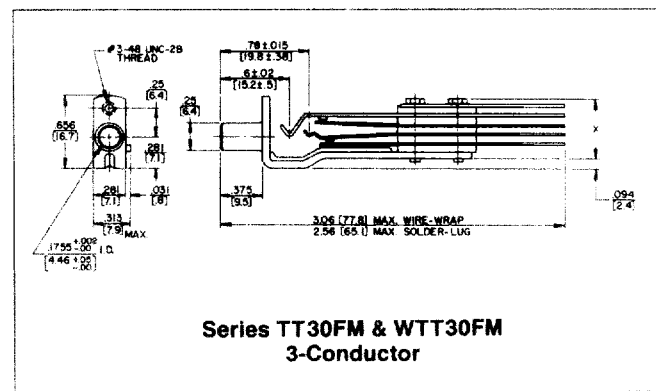 #3-48 UNC-2B
THREAD
.25
[6.4]
.656
[16.7]
.281
[7.1]
.281
[7.1]
.031
[.8]
.313
[7.9] MAX.
.1755 +.002 -.00 I.D.
[4.46 +.05 -.00]
.78±.015
[19.8±.38]
.6±.02
[15.2±.5]
.25
[6.4]
.375
[9.5]
3.06 [77.8] MAX. WIRE-WRAP
2.56 [65.1] MAX. SOLDER-LUG
X
.094
[2.4]
Series TT30FM & WTT30FM
3-Conductor